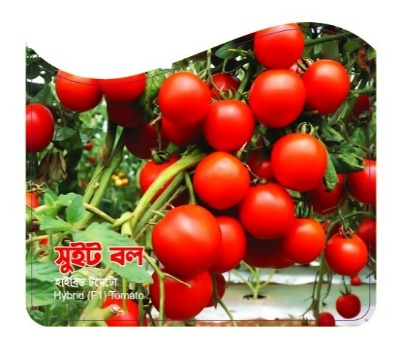 সুইট বল
হাইব্রিড টমেটো
Hybrid (F1) Tomato